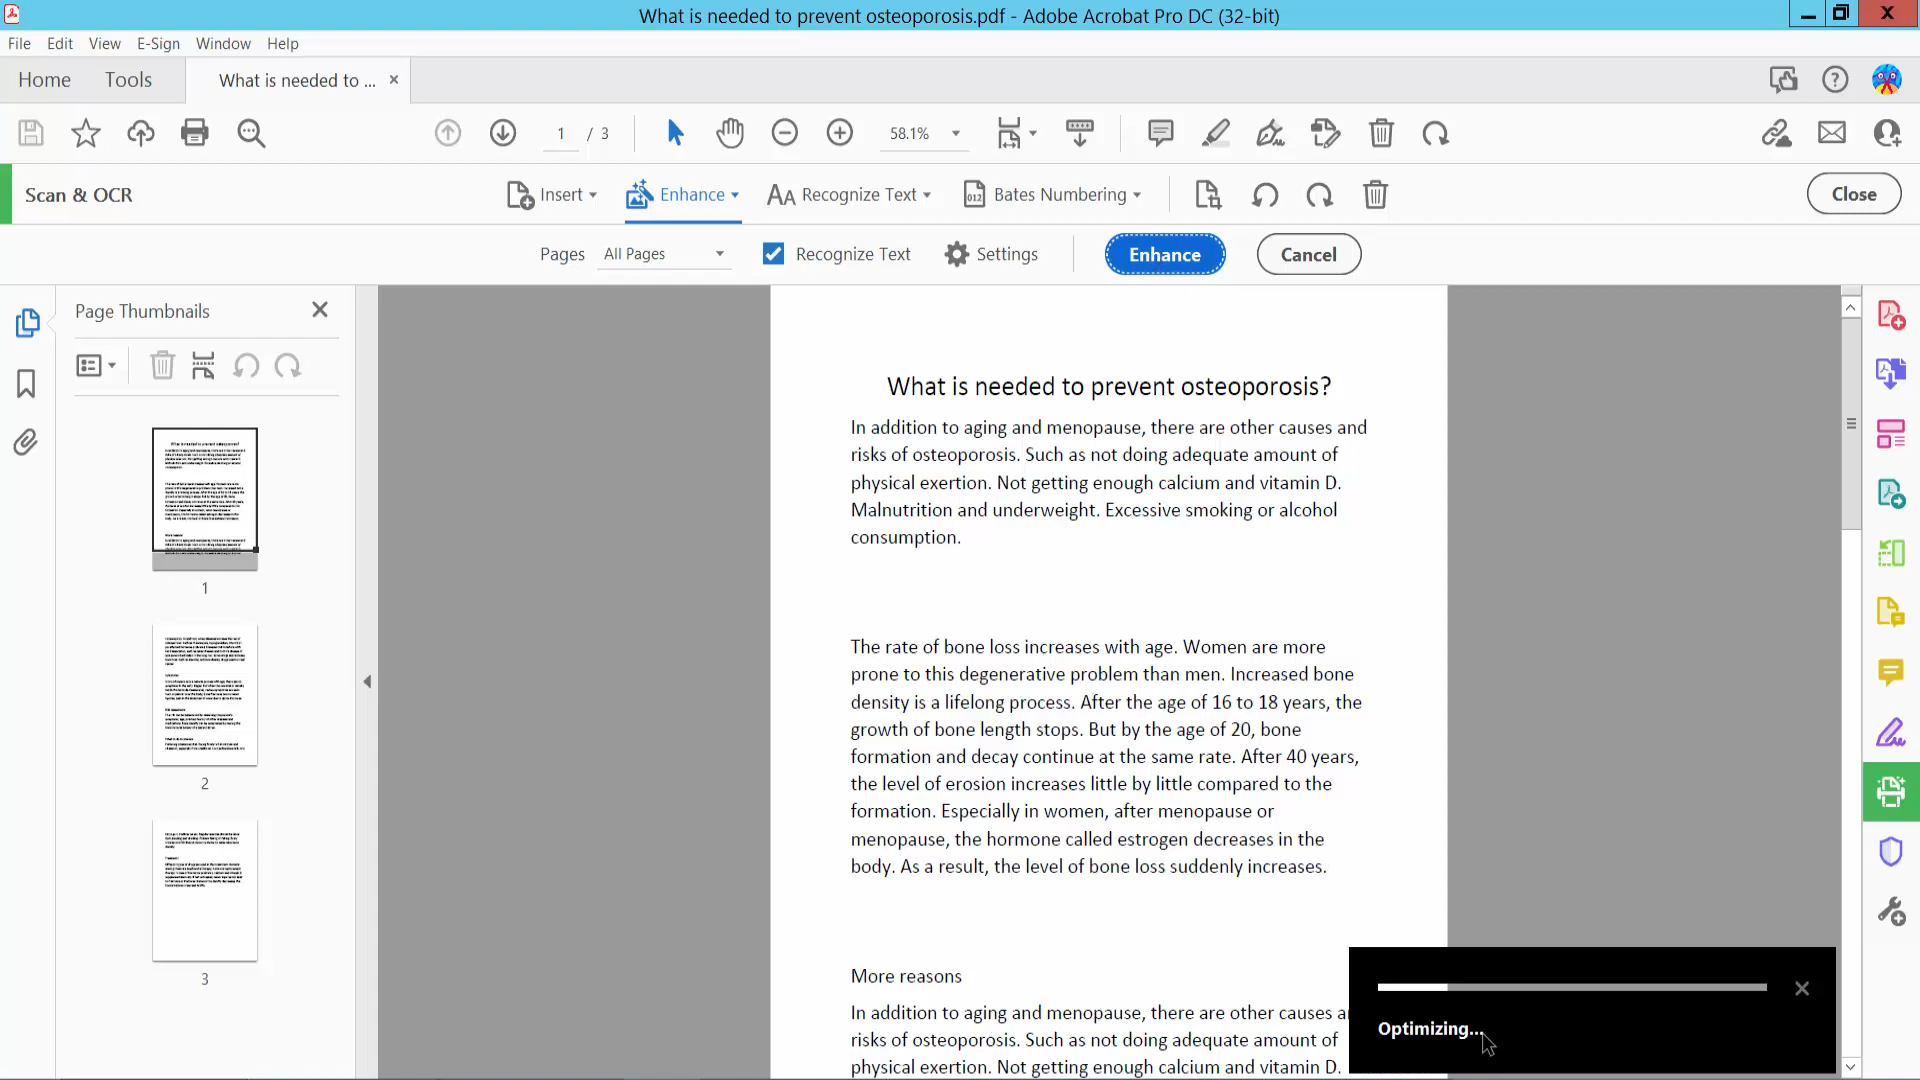 What is needed to prevent osteoporosis.pdf - Adobe Acrobat Pro DC (32-bit)
File Edit View E-Sign Window Help
Home Tools What is needed to ... ×
1 / 3 58.1%
Scan & OCR Insert Enhance Recognize Text Bates Numbering Close
Pages All Pages Recognize Text Settings Enhance Cancel
Page Thumbnails
1
2
3
What is needed to prevent osteoporosis?
In addition to aging and menopause, there are other causes and
risks of osteoporosis. Such as not doing adequate amount of
physical exertion. Not getting enough calcium and vitamin D.
Malnutrition and underweight. Excessive smoking or alcohol
consumption.
The rate of bone loss increases with age. Women are more
prone to this degenerative problem than men. Increased bone
density is a lifelong process. After the age of 16 to 18 years, the
growth of bone length stops. But by the age of 20, bone
formation and decay continue at the same rate. After 40 years,
the level of erosion increases little by little compared to the
formation. Especially in women, after menopause or
menopause, the hormone called estrogen decreases in the
body. As a result, the level of bone loss suddenly increases.
More reasons
In addition to aging and menopause, there are other causes a
risks of osteoporosis. Such as not doing adequate amount of
physical exertion. Not getting enough calcium and vitamin D.
Optimizing...